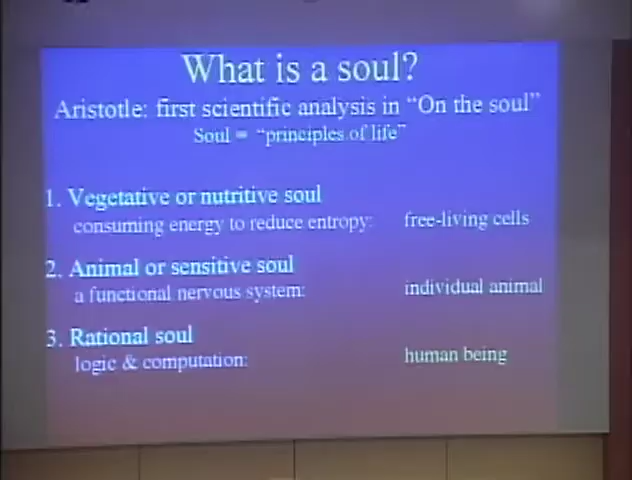 What is a soul?
Aristotle: first scientific analysis in “On the soul”
Soul = “principles of life”
1. Vegetative or nutritive soul
consuming energy to reduce entropy: free-living cells
2. Animal or sensitive soul
a functional nervous system: individual animal
3. Rational soul
logic & computation: human being